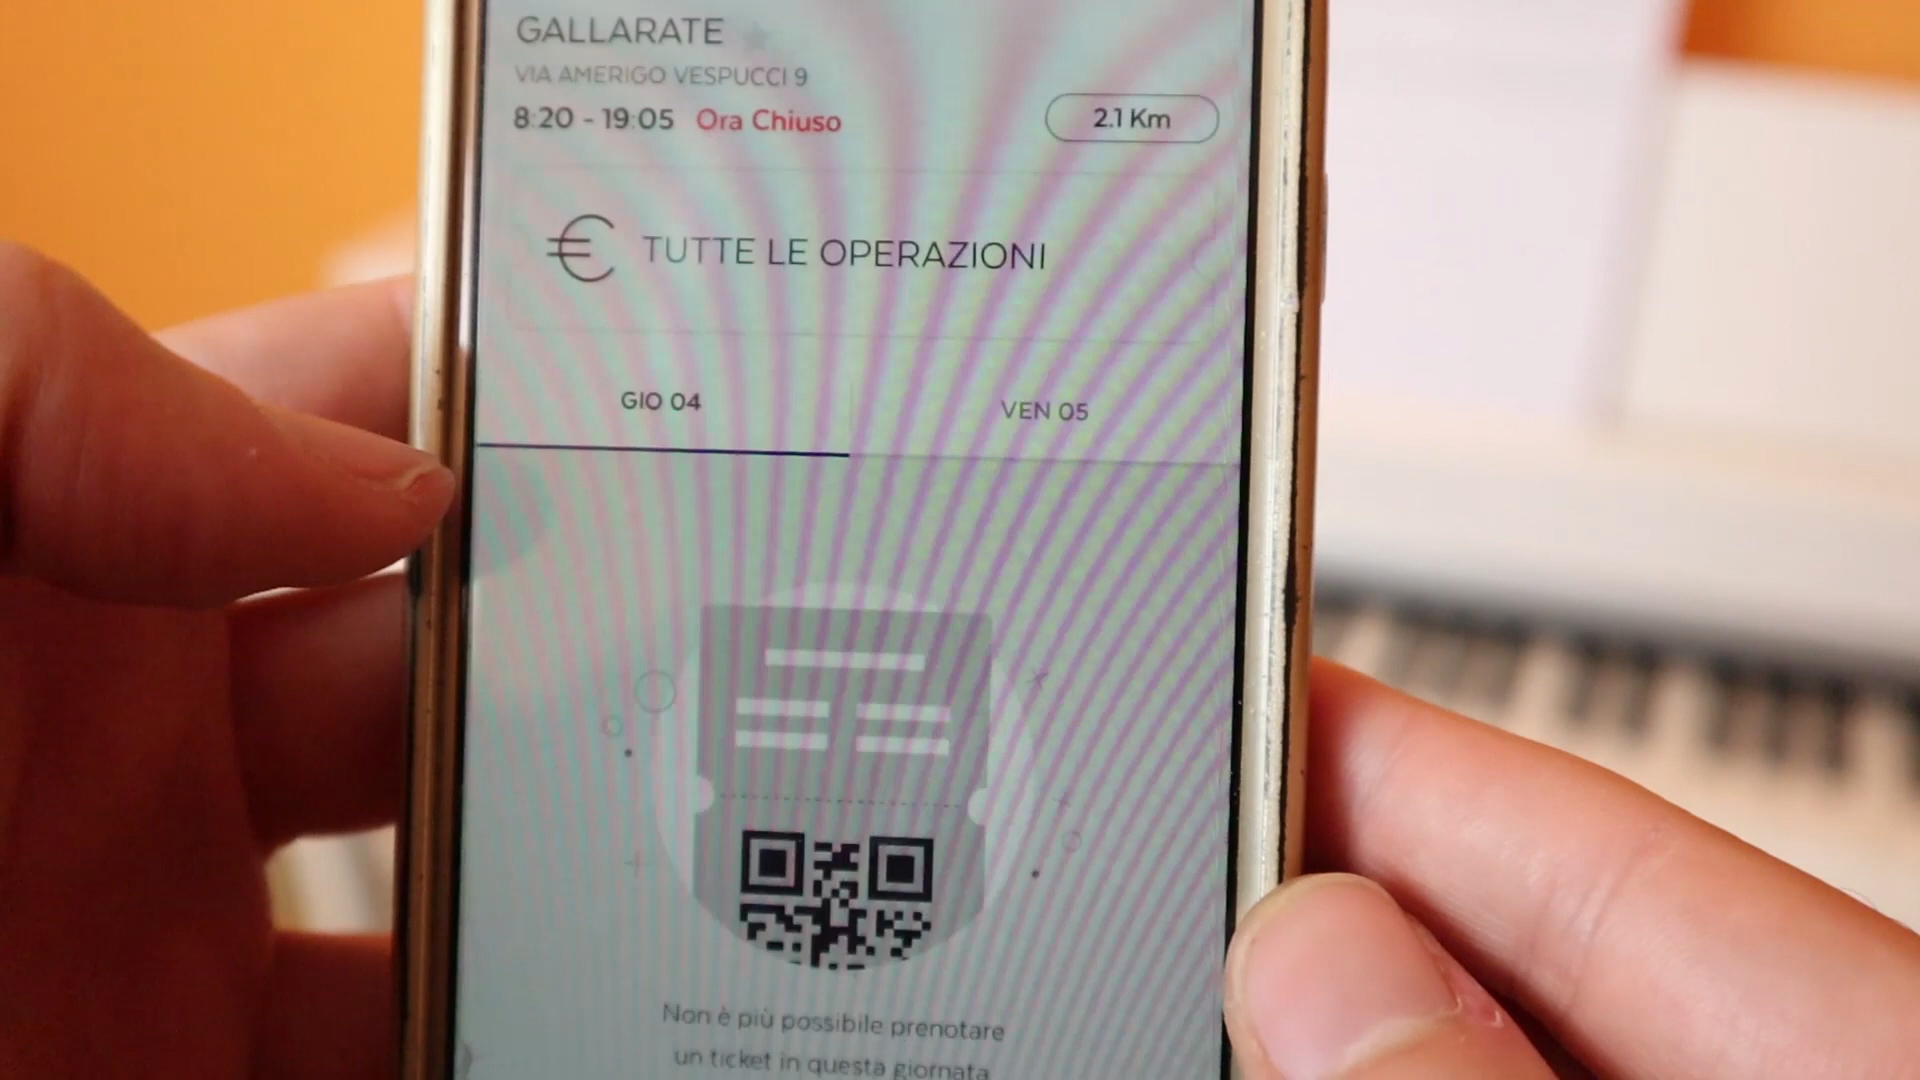 GALLARATE
VIA AMERIGO VESPUCCI 9
8:20 - 19:05 Ora Chiuso
2.1 Km
€ TUTTE LE OPERAZIONI
GIO 04
VEN 05
Non è più possibile prenotare
un ticket in questa giornata